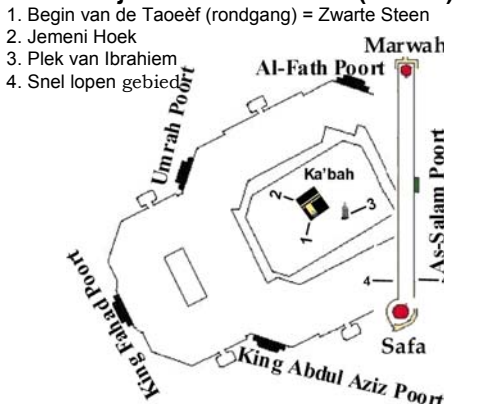 1. Begin van de Taoeèf (rondgang) = Zwarte Steen
2. Jemeni Hoek
3. Plek van Ibrahiem
4. Snel lopen gebied
Marwah
Al-Fath Poort
Umrah Poort
Ka'bah
2
3
1
As-Salam Poort
4
King Fahad Poort
Safa
King Abdul Aziz Poort